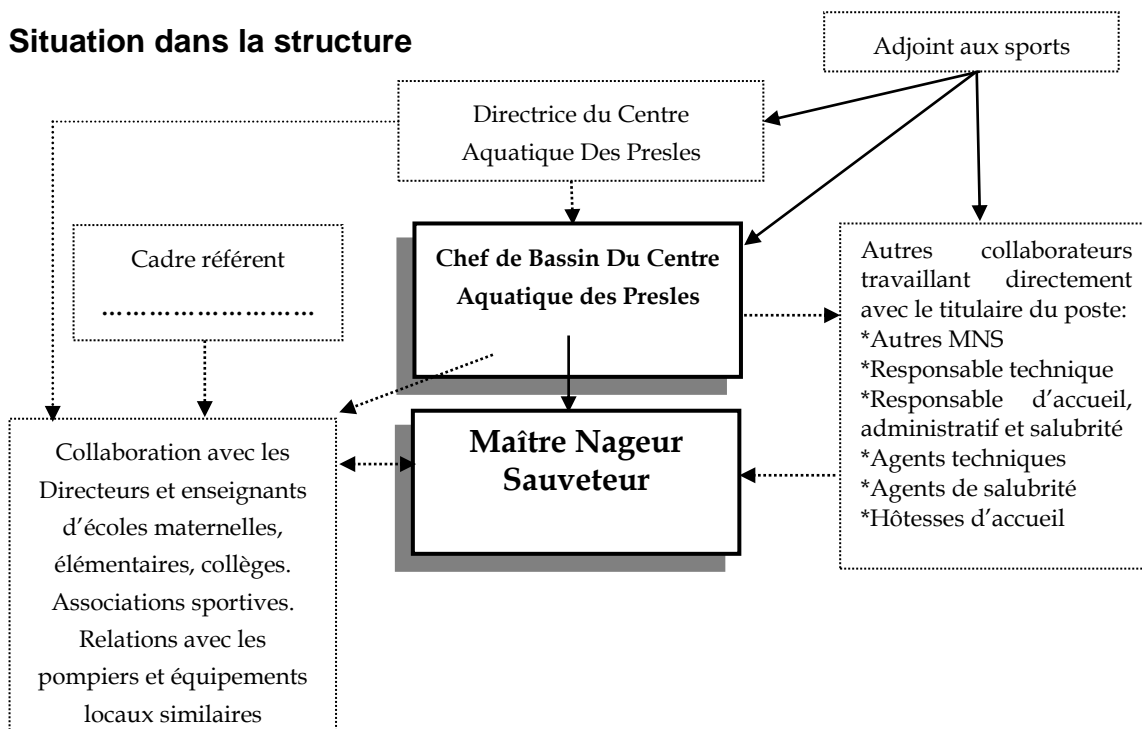 Situation dans la structure
Adjoint aux sports
Directrice du Centre
Aquatique Des Presles
Cadre référent
……………………
Chef de Bassin Du Centre
Aquatique des Presles
Autres collaborateurs
travaillant directement
avec le titulaire du poste:
*Autres MNS
*Responsable technique
*Responsable d’accueil,
administratif et salubrité
*Agents techniques
*Agents de salubrité
*Hôtesses d’accueil
Collaboration avec les
Directeurs et enseignants
d’écoles maternelles,
élémentaires, collèges.
Associations sportives.
Relations avec les
pompiers et équipements
locaux similaires
Maître Nageur
Sauveteur